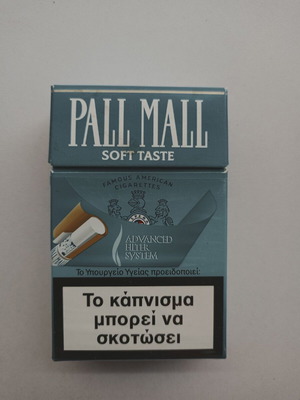 PALL MALL
SOFT TASTE
FAMOUS AMERICAN
CIGARETTES
ADVANCED
FILTER
SYSTEM
Το Υπουργείο Υγείας προειδοποιεί:
Το κάπνισμα
μπορεί να
σκοτώσει